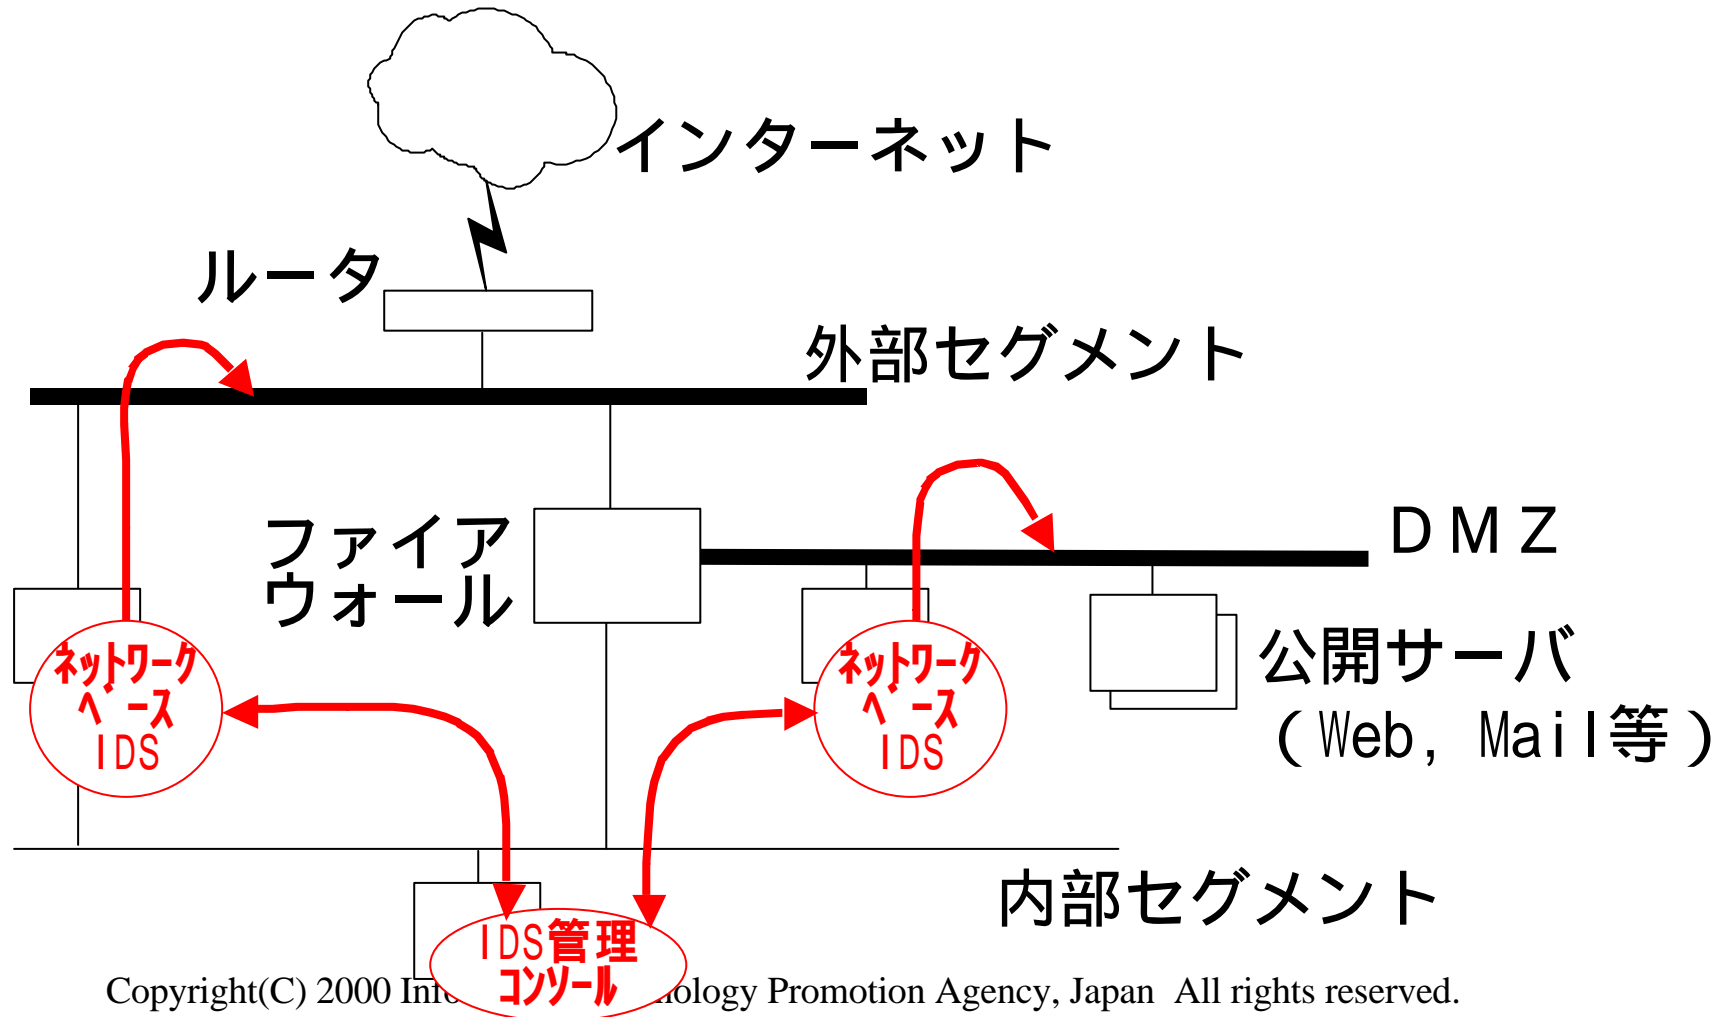 インターネット
ルータ
外部セグメント
ファイア
ウォール
DMZ
ネットワーク
ベース
IDS
ネットワーク
ベース
IDS
公開サーバ
(Web, Mail等)
内部セグメント
IDS管理
コンソール
Copyright(C) 2000 Inf nology Promotion Agency, Japan All rights reserved.